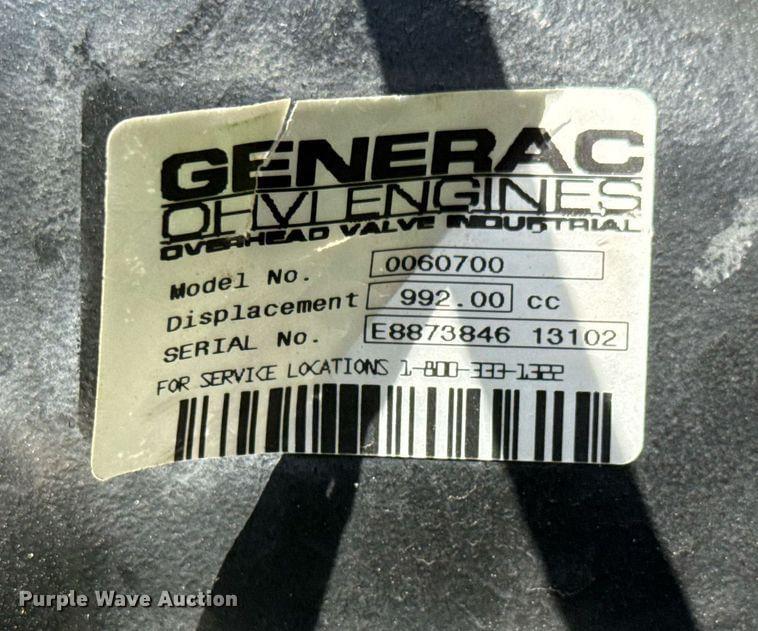 GENERAC
OHVI ENGINES
OVERHEAD VALVE INDUSTRIAL
Model No. 0060700
Displacement 992.00 cc
SERIAL No. E8873846 13102
FOR SERVICE LOCATIONS 1-800-333-1322
Purple Wave Auction